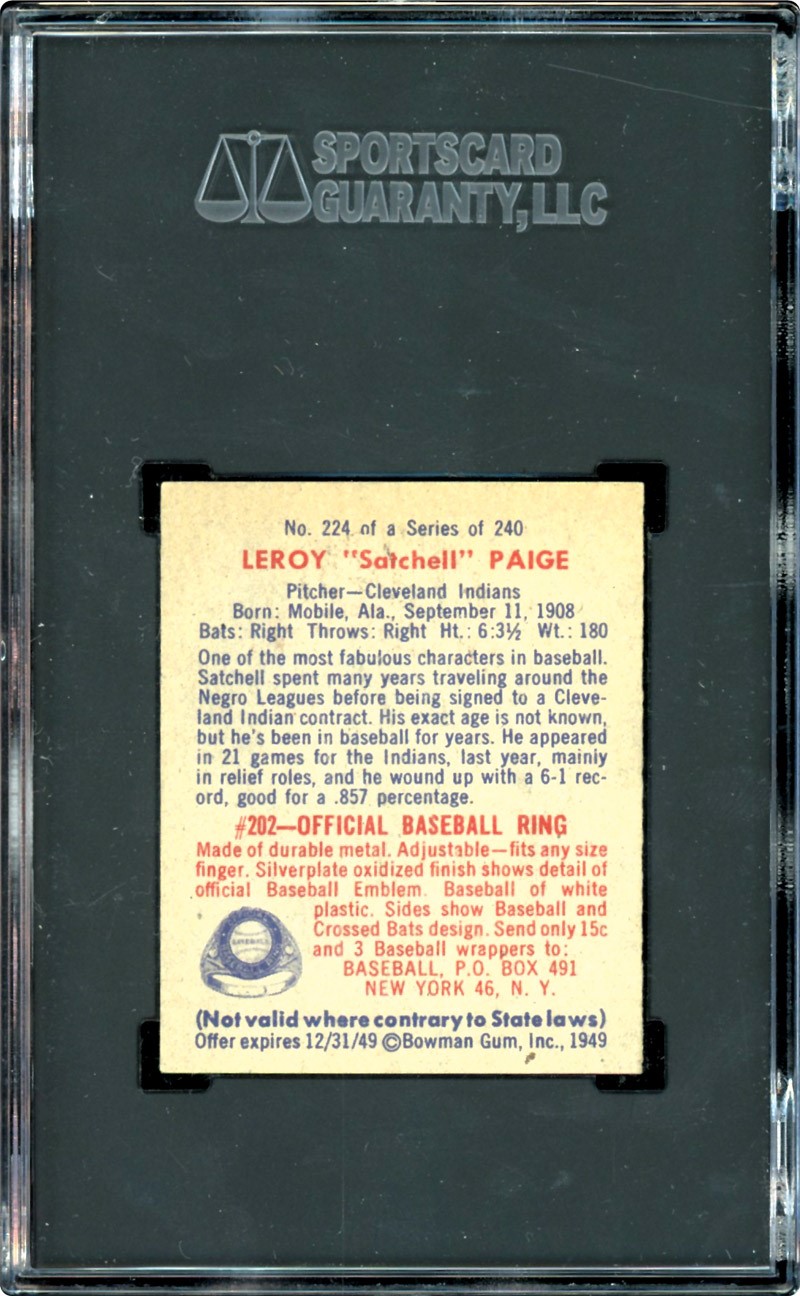 SPORTSCARD
GUARANTY, LLC
No. 224 of a Series of 240
LEROY "Satchell" PAIGE
Pitcher—Cleveland Indians
Born: Mobile, Ala., September 11, 1908
Bats: Right Throws: Right Ht.: 6:3½ Wt.: 180
One of the most fabulous characters in baseball.
Satchell spent many years traveling around the
Negro Leagues before being signed to a Cleve-
land Indian contract. His exact age is not known,
but he's been in baseball for years. He appeared
in 21 games for the Indians, last year, mainly
in relief roles, and he wound up with a 6-1 rec-
ord, good for a .857 percentage.
#202—OFFICIAL BASEBALL RING
Made of durable metal. Adjustable—fits any size
finger. Silverplate oxidized finish shows detail of
official Baseball Emblem. Baseball of white
plastic. Sides show Baseball and
Crossed Bats design. Send only 15c
and 3 Baseball wrappers to:
BASEBALL, P.O. BOX 491
NEW YORK 46, N. Y.
BASEBALL
(Not valid where contrary to State laws)
Offer expires 12/31/49 ©Bowman Gum, Inc., 1949